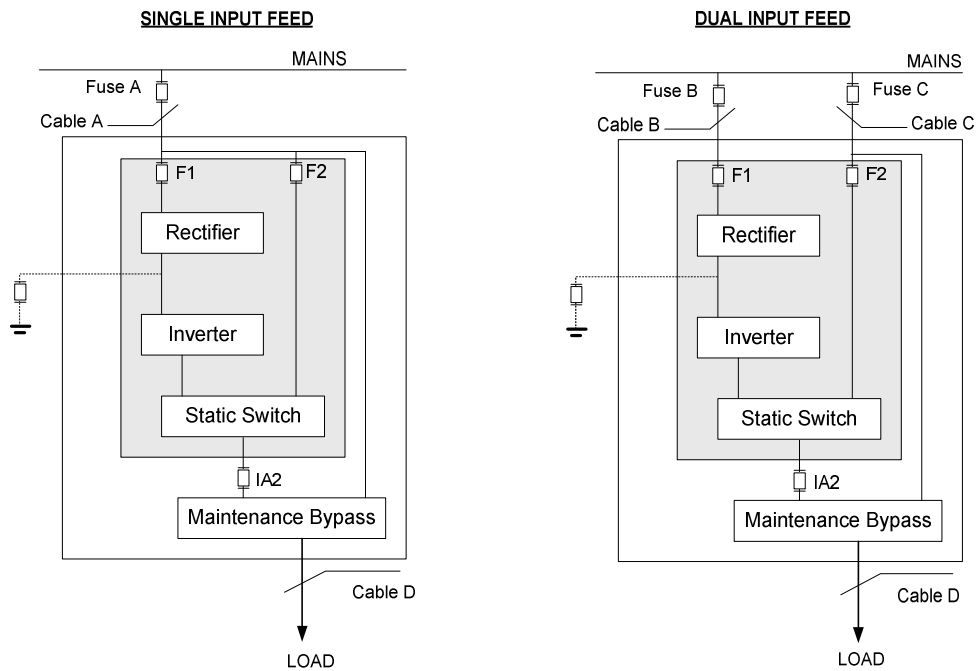 SINGLE INPUT FEED
MAINS
Fuse A
Cable A
F1
F2
Rectifier
Inverter
Static Switch
IA2
Maintenance Bypass
Cable D
LOAD
DUAL INPUT FEED
MAINS
Fuse B
Fuse C
Cable B
Cable C
F1
F2
Rectifier
Inverter
Static Switch
IA2
Maintenance Bypass
Cable D
LOAD